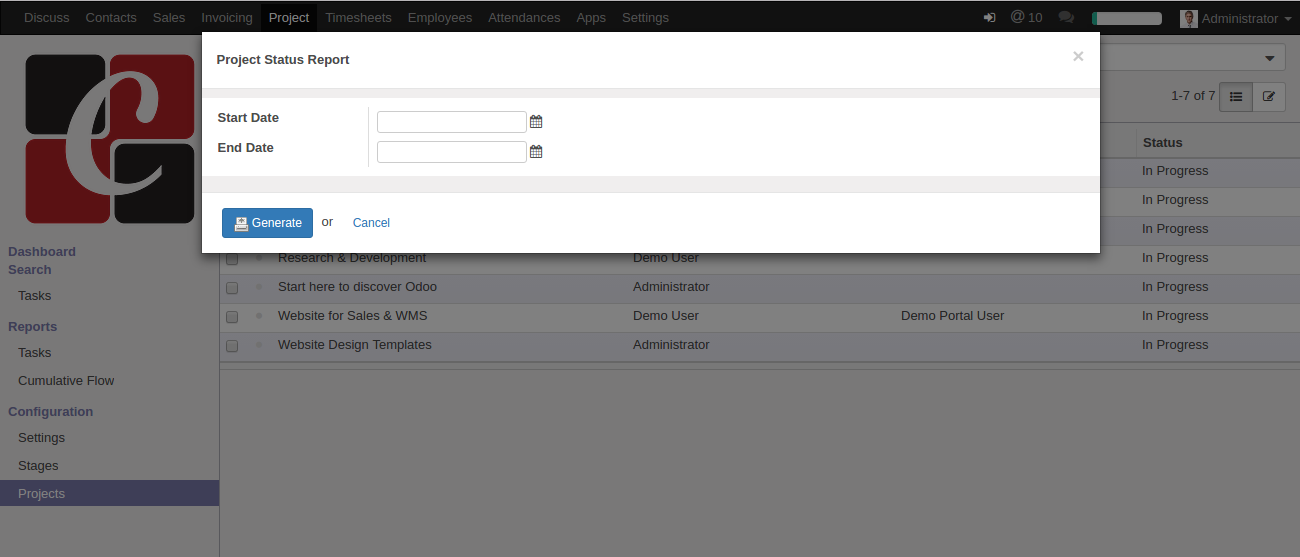 Discuss Contacts Sales Invoicing Project Timesheets Employees Attendances Apps Settings @ 10 Administrator
Project Status Report ×
1-7 of 7
Start Date
End Date
Status
In Progress
In Progress
In Progress
Generate or Cancel
Dashboard
Search
Tasks
Reports
Tasks
Cumulative Flow
Configuration
Settings
Stages
Projects
Research & Development Demo User In Progress
Start here to discover Odoo Administrator In Progress
Website for Sales & WMS Demo User Demo Portal User In Progress
Website Design Templates Administrator In Progress